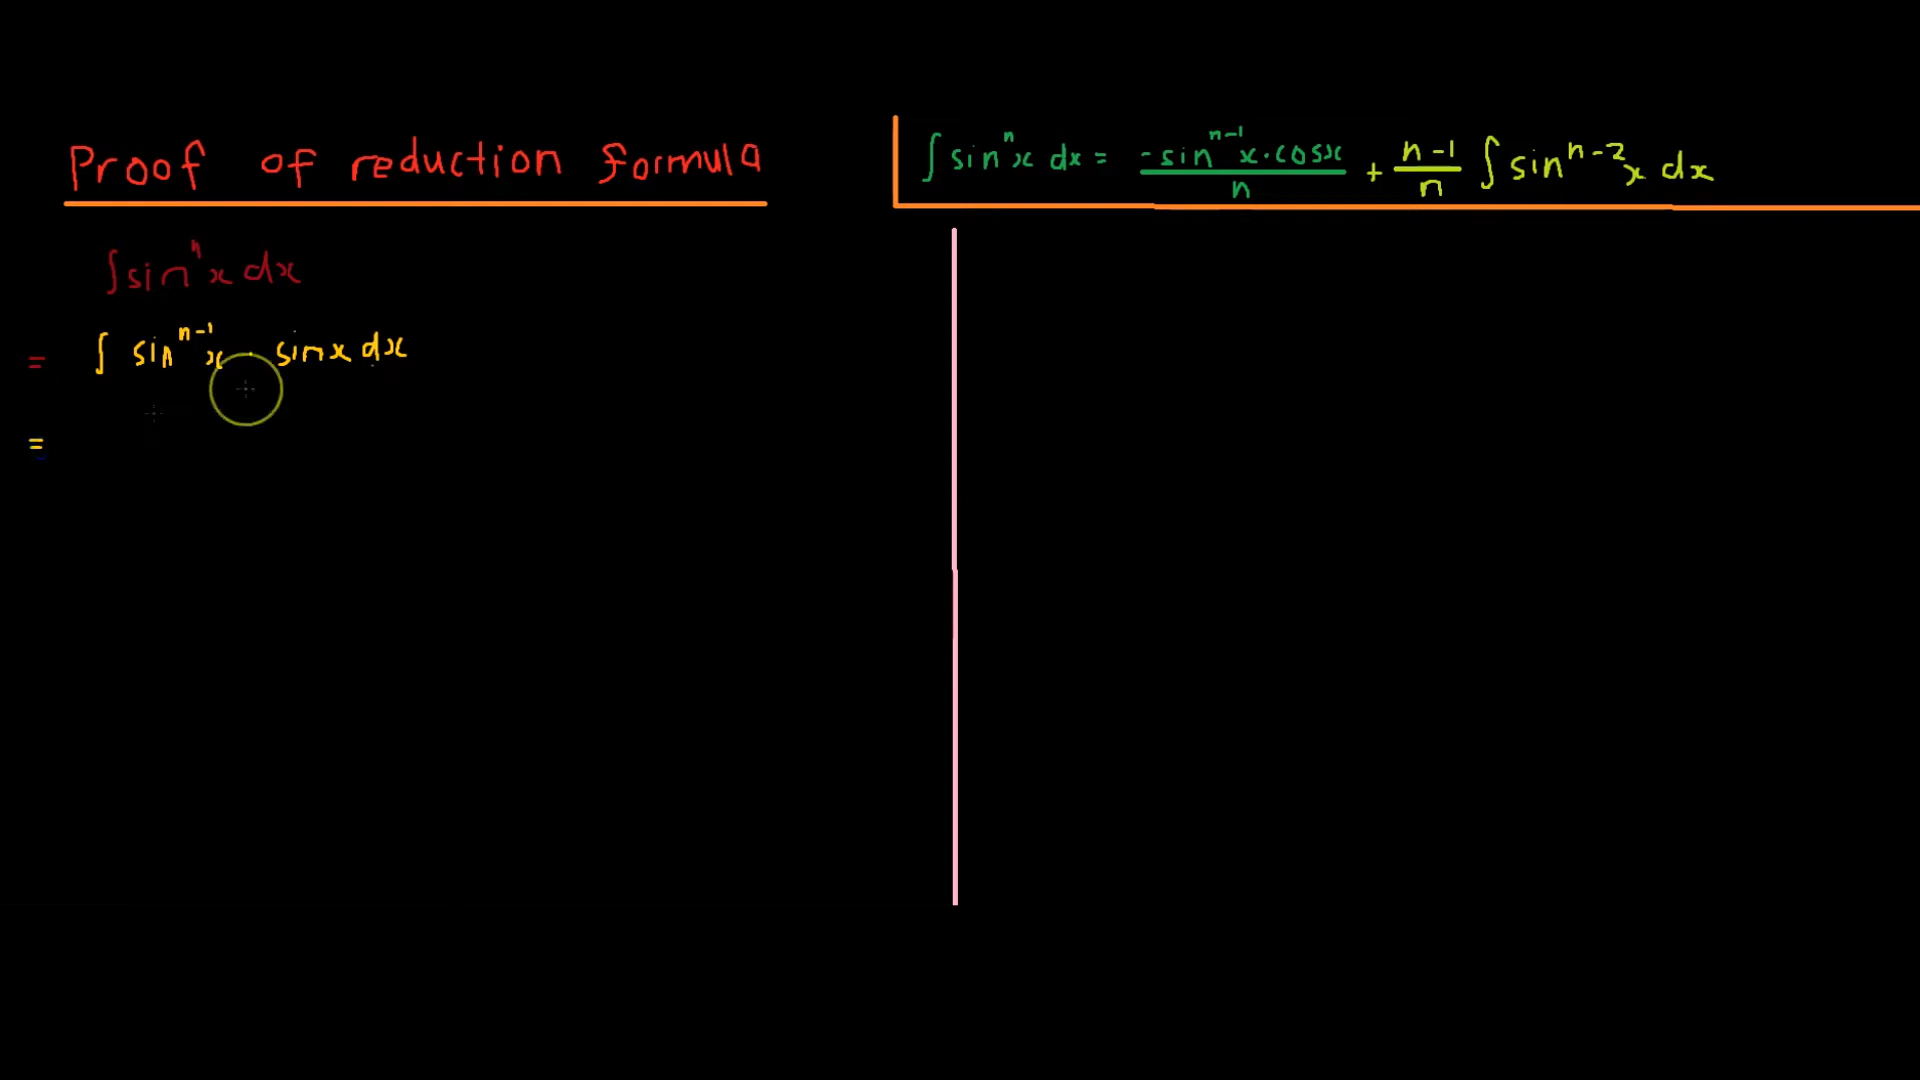 Proof of reduction formula
∫sinⁿx dx = -sinⁿ⁻¹x·cosx / n + n-1 / n ∫sinⁿ⁻²x dx
∫sinⁿx dx
= ∫ sinⁿ⁻¹x · sinx dx
=